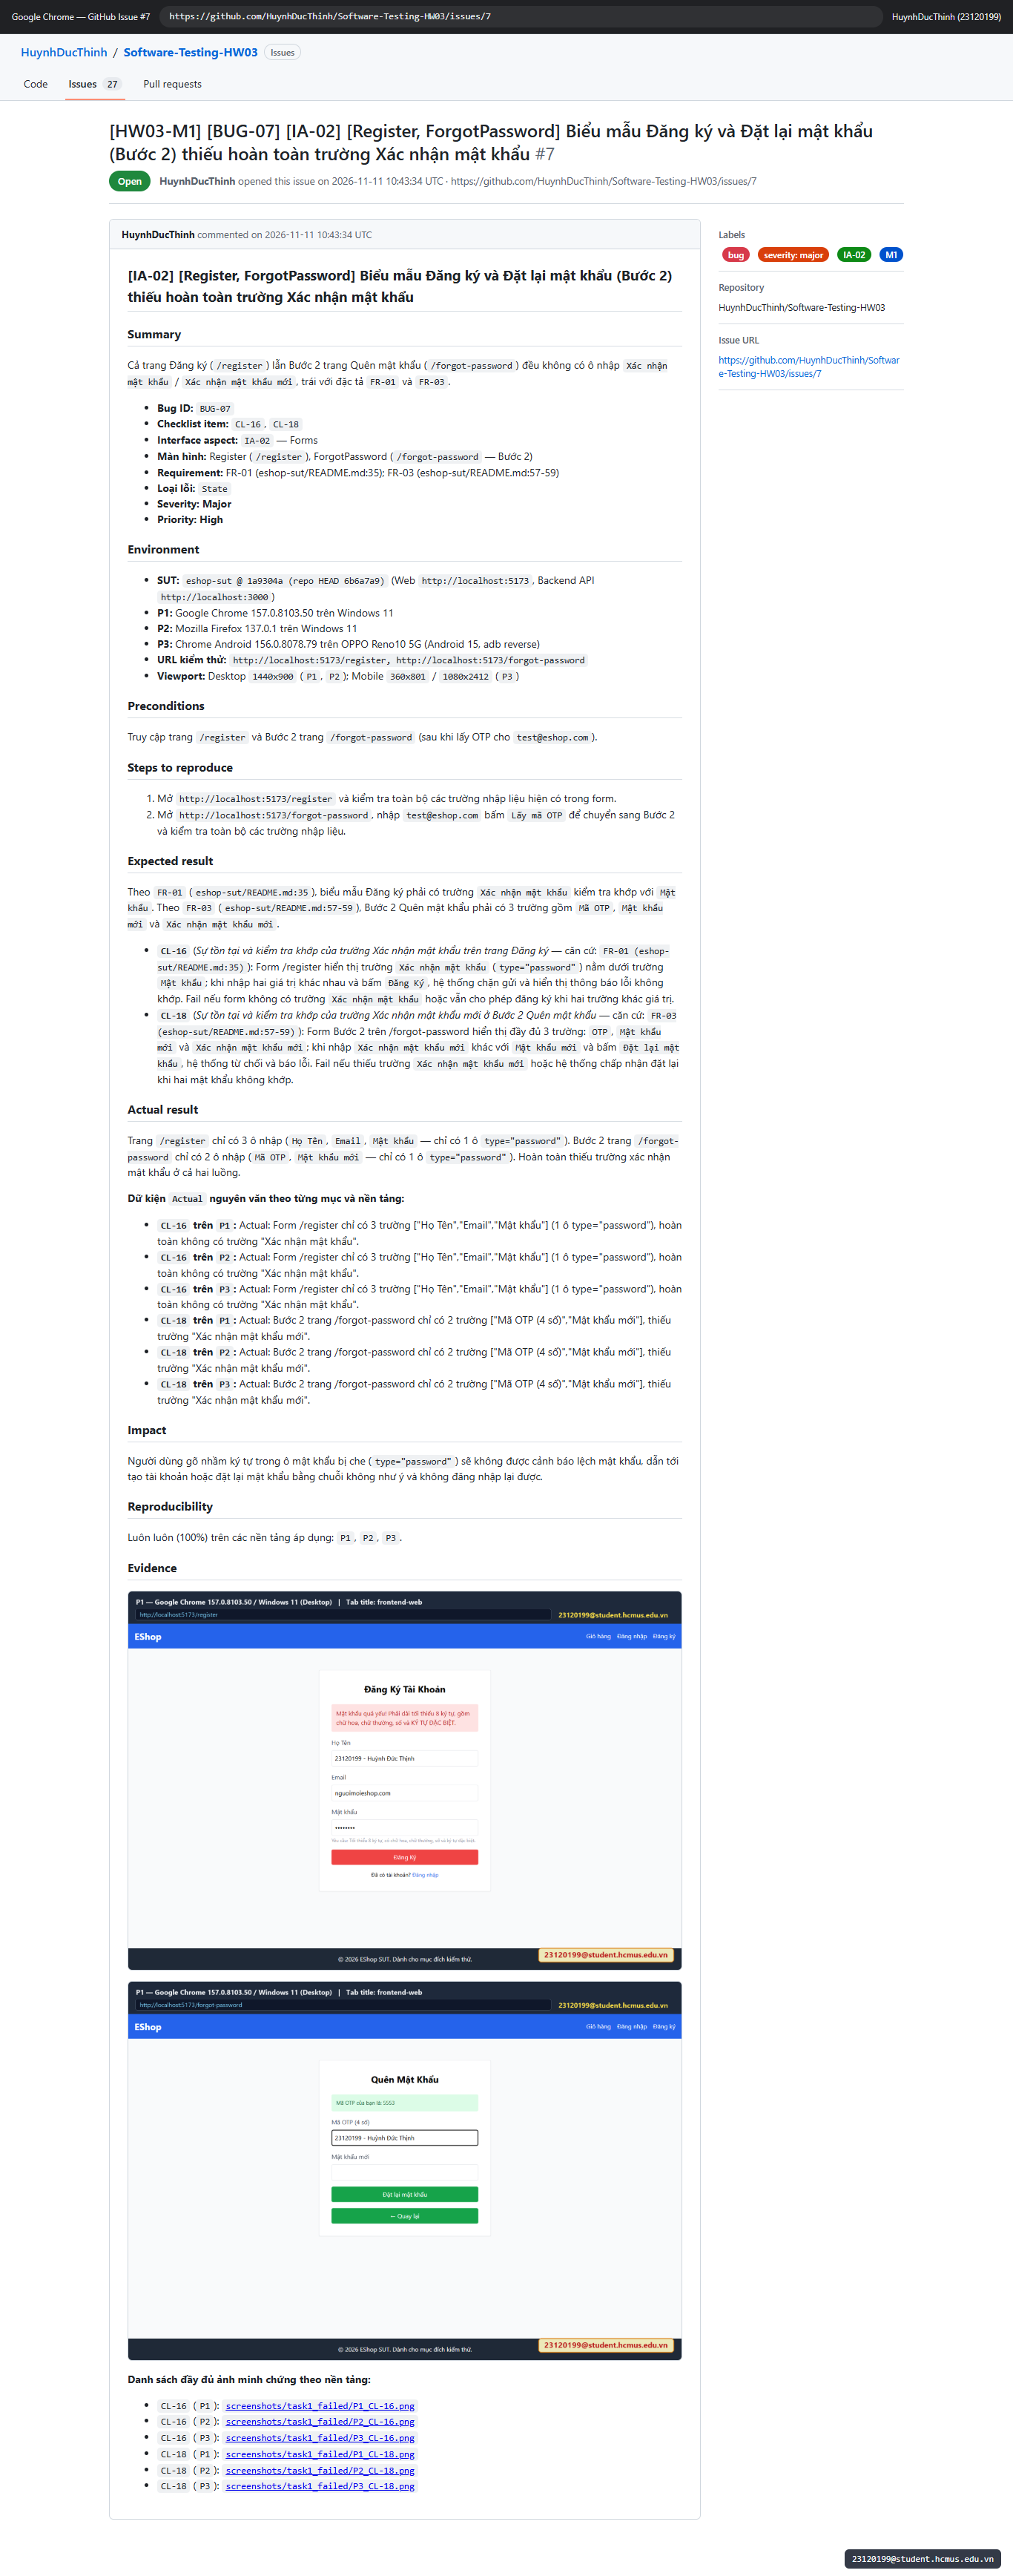 Google Chrome — GitHub Issue #7
https://github.com/HuynhDucThinh/Software-Testing-HW03/issues/7
HuynhDucThinh (23120199)
HuynhDucThinh / Software-Testing-HW03 Issues
Code Issues 27 Pull requests
[HW03-M1] [BUG-07] [IA-02] [Register, ForgotPassword] Biểu mẫu Đăng ký và Đặt lại mật khẩu
(Bước 2) thiếu hoàn toàn trường Xác nhận mật khẩu #7
Open HuynhDucThinh opened this issue on 2026-11-11 10:43:34 UTC · https://github.com/HuynhDucThinh/Software-Testing-HW03/issues/7
HuynhDucThinh commented on 2026-11-11 10:43:34 UTC
[IA-02] [Register, ForgotPassword] Biểu mẫu Đăng ký và Đặt lại mật khẩu (Bước 2)
thiếu hoàn toàn trường Xác nhận mật khẩu
Summary
Cả trang Đăng ký ( /register ) lẫn Bước 2 trang Quên mật khẩu ( /forgot-password ) đều không có ô nhập Xác nhận
mật khẩu / Xác nhận mật khẩu mới , trái với đặc tả FR-01 và FR-03 .
• Bug ID: BUG-07
• Checklist item: CL-16 , CL-18
• Interface aspect: IA-02 — Forms
• Màn hình: Register ( /register ), ForgotPassword ( /forgot-password — Bước 2)
• Requirement: FR-01 (eshop-sut/README.md:35); FR-03 (eshop-sut/README.md:57-59)
• Loại lỗi: State
• Severity: Major
• Priority: High
Environment
• SUT: eshop-sut @ 1a9304a (repo HEAD 6b6a7a9) (Web http://localhost:5173 , Backend API
http://localhost:3000 )
• P1: Google Chrome 157.0.8103.50 trên Windows 11
• P2: Mozilla Firefox 137.0.1 trên Windows 11
• P3: Chrome Android 156.0.8078.79 trên OPPO Reno10 5G (Android 15, adb reverse)
• URL kiểm thử: http://localhost:5173/register, http://localhost:5173/forgot-password
• Viewport: Desktop 1440x900 ( P1 , P2 ); Mobile 360x801 / 1080x2412 ( P3 )
Preconditions
Truy cập trang /register và Bước 2 trang /forgot-password (sau khi lấy OTP cho test@eshop.com ).
Steps to reproduce
1. Mở http://localhost:5173/register và kiểm tra toàn bộ các trường nhập liệu hiện có trong form.
2. Mở http://localhost:5173/forgot-password , nhập test@eshop.com bấm Lấy mã OTP để chuyển sang Bước 2
và kiểm tra toàn bộ các trường nhập liệu.
Expected result
Theo FR-01 ( eshop-sut/README.md:35 ), biểu mẫu Đăng ký phải có trường Xác nhận mật khẩu kiểm tra khớp với Mật
khẩu . Theo FR-03 ( eshop-sut/README.md:57-59 ), Bước 2 Quên mật khẩu phải có 3 trường gồm Mã OTP , Mật khẩu
mới và Xác nhận mật khẩu mới .
• CL-16 (Sự tồn tại và kiểm tra khớp của trường Xác nhận mật khẩu trên trang Đăng ký — căn cứ: FR-01 (eshop-
sut/README.md:35) ): Form /register hiển thị trường Xác nhận mật khẩu ( type="password" ) nằm dưới trường
Mật khẩu ; khi nhập hai giá trị khác nhau và bấm Đăng Ký , hệ thống chặn gửi và hiển thị thông báo lỗi không
khớp. Fail nếu form không có trường Xác nhận mật khẩu hoặc vẫn cho phép đăng ký khi hai trường khác giá trị.
• CL-18 (Sự tồn tại và kiểm tra khớp của trường Xác nhận mật khẩu mới ở Bước 2 Quên mật khẩu — căn cứ: FR-03
(eshop-sut/README.md:57-59) ): Form Bước 2 trên /forgot-password hiển thị đầy đủ 3 trường: OTP , Mật khẩu
mới và Xác nhận mật khẩu mới ; khi nhập Xác nhận mật khẩu mới khác với Mật khẩu mới và bấm Đặt lại mật
khẩu , hệ thống từ chối và báo lỗi. Fail nếu thiếu trường Xác nhận mật khẩu mới hoặc hệ thống chấp nhận đặt lại
khi hai mật khẩu không khớp.
Actual result
Trang /register chỉ có 3 ô nhập ( Họ Tên , Email , Mật khẩu — chỉ có 1 ô type="password" ). Bước 2 trang /forgot-
password chỉ có 2 ô nhập ( Mã OTP , Mật khẩu mới — chỉ có 1 ô type="password" ). Hoàn toàn thiếu trường xác nhận
mật khẩu ở cả hai luồng.
Dữ kiện Actual nguyên văn theo từng mục và nền tảng:
• CL-16 trên P1 : Actual: Form /register chỉ có 3 trường ["Họ Tên","Email","Mật khẩu"] (1 ô type="password"), hoàn
toàn không có trường "Xác nhận mật khẩu".
• CL-16 trên P2 : Actual: Form /register chỉ có 3 trường ["Họ Tên","Email","Mật khẩu"] (1 ô type="password"), hoàn
toàn không có trường "Xác nhận mật khẩu".
• CL-16 trên P3 : Actual: Form /register chỉ có 3 trường ["Họ Tên","Email","Mật khẩu"] (1 ô type="password"), hoàn
toàn không có trường "Xác nhận mật khẩu".
• CL-18 trên P1 : Actual: Bước 2 trang /forgot-password chỉ có 2 trường ["Mã OTP (4 số)","Mật khẩu mới"], thiếu
trường "Xác nhận mật khẩu mới".
• CL-18 trên P2 : Actual: Bước 2 trang /forgot-password chỉ có 2 trường ["Mã OTP (4 số)","Mật khẩu mới"], thiếu
trường "Xác nhận mật khẩu mới".
• CL-18 trên P3 : Actual: Bước 2 trang /forgot-password chỉ có 2 trường ["Mã OTP (4 số)","Mật khẩu mới"], thiếu
trường "Xác nhận mật khẩu mới".
Impact
Người dùng gõ nhầm ký tự trong ô mật khẩu bị che ( type="password" ) sẽ không được cảnh báo lệch mật khẩu, dẫn tới
tạo tài khoản hoặc đặt lại mật khẩu bằng chuỗi không như ý và không đăng nhập lại được.
Reproducibility
Luôn luôn (100%) trên các nền tảng áp dụng: P1 , P2 , P3 .
Evidence
P1 — Google Chrome 157.0.8103.50 / Windows 11 (Desktop) | Tab title: frontend-web
http://localhost:5173/register
23120199@student.hcmus.edu.vn
EShop
Giỏ hàng Đăng nhập Đăng ký
Đăng Ký Tài Khoản
Mật khẩu quá yếu! Phải dài tối thiểu 8 ký tự, gồm
chữ hoa, chữ thường, số và KÝ TỰ ĐẶC BIỆT.
Họ Tên
23120199 - Huỳnh Đức Thịnh
Email
nguoimoieshop.com
Mật khẩu
••••••••
Yêu cầu: Tối thiểu 8 ký tự, có chữ hoa, chữ thường, số và ký tự đặc biệt.
Đăng Ký
Đã có tài khoản? Đăng nhập
© 2026 EShop SUT. Dành cho mục đích kiểm thử.
23120199@student.hcmus.edu.vn
P1 — Google Chrome 157.0.8103.50 / Windows 11 (Desktop) | Tab title: frontend-web
http://localhost:5173/forgot-password
23120199@student.hcmus.edu.vn
EShop
Giỏ hàng Đăng nhập Đăng ký
Quên Mật Khẩu
Mã OTP của bạn là: 5553
Mã OTP (4 số)
23120199 - Huỳnh Đức Thịnh
Mật khẩu mới
Đặt lại mật khẩu
← Quay lại
© 2026 EShop SUT. Dành cho mục đích kiểm thử.
23120199@student.hcmus.edu.vn
Danh sách đầy đủ ảnh minh chứng theo nền tảng:
• CL-16 ( P1 ): screenshots/task1_failed/P1_CL-16.png
• CL-16 ( P2 ): screenshots/task1_failed/P2_CL-16.png
• CL-16 ( P3 ): screenshots/task1_failed/P3_CL-16.png
• CL-18 ( P1 ): screenshots/task1_failed/P1_CL-18.png
• CL-18 ( P2 ): screenshots/task1_failed/P2_CL-18.png
• CL-18 ( P3 ): screenshots/task1_failed/P3_CL-18.png
Labels
bug severity: major IA-02 M1
Repository
HuynhDucThinh/Software-Testing-HW03
Issue URL
https://github.com/HuynhDucThinh/Softwar
e-Testing-HW03/issues/7
23120199@student.hcmus.edu.vn